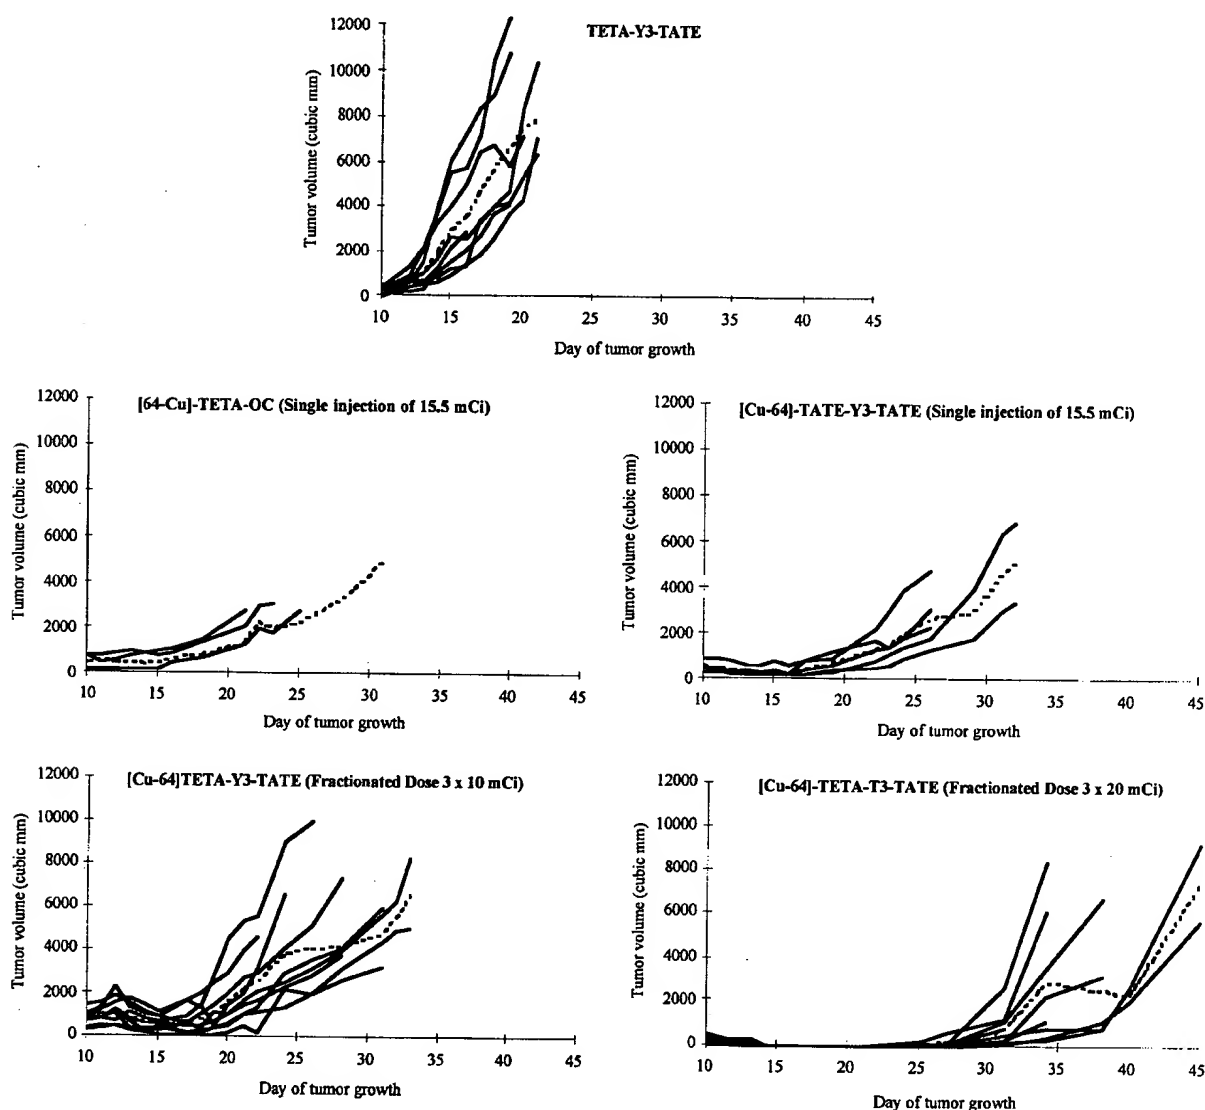 TETA-Y3-TATE
12000
10000
8000
6000
4000
2000
0
Tumor volume (cubic mm)
10 15 20 25 30 35 40 45
Day of tumor growth
[64-Cu]-TETA-OC (Single injection of 15.5 mCi)
12000
10000
8000
6000
4000
2000
0
Tumor volume (cubic mm)
10 15 20 25 30 35 40 45
Day of tumor growth
[Cu-64]-TATE-Y3-TATE (Single injection of 15.5 mCi)
12000
10000
8000
6000
4000
2000
0
Tumor volume (cubic mm)
10 15 20 25 30 35 40 45
Day of tumor growth
[Cu-64]TETA-Y3-TATE (Fractionated Dose 3 x 10 mCi)
12000
10000
8000
6000
4000
2000
0
Tumor volume (cubic mm)
10 15 20 25 30 35 40 45
Day of tumor growth
[Cu-64]-TETA-T3-TATE (Fractionated Dose 3 x 20 mCi)
12000
10000
8000
6000
4000
2000
0
Tumor volume (cubic mm)
10 15 20 25 30 35 40 45
Day of tumor growth